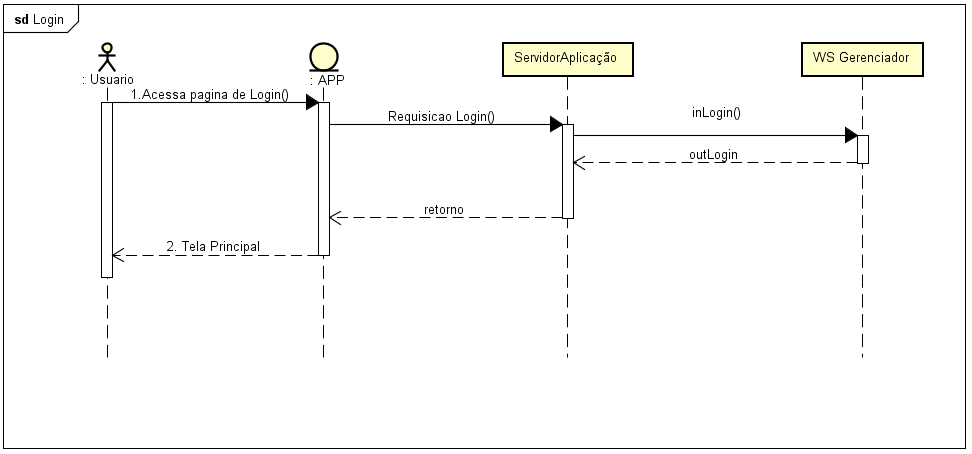 sd Login
: Usuario
: APP
ServidorAplicação
WS Gerenciador
1.Acessa pagina de Login()
Requisicao Login()
inLogin()
outLogin
retorno
2. Tela Principal